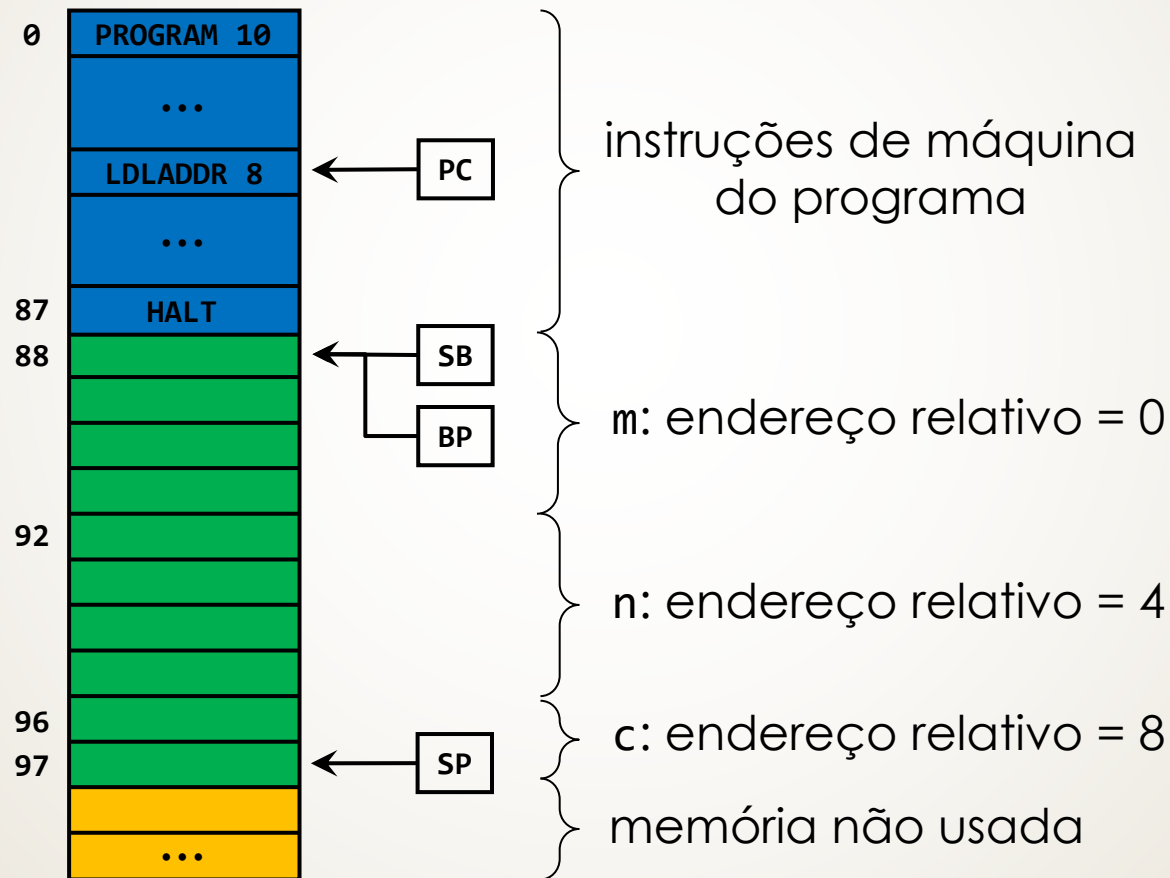 0 PROGRAM 10
...
LDLADDR 8 PC
instruções de máquina
do programa
...
87 HALT
88 SB
BP m: endereço relativo = 0
92
n: endereço relativo = 4
96 c: endereço relativo = 8
97 SP
memória não usada
...